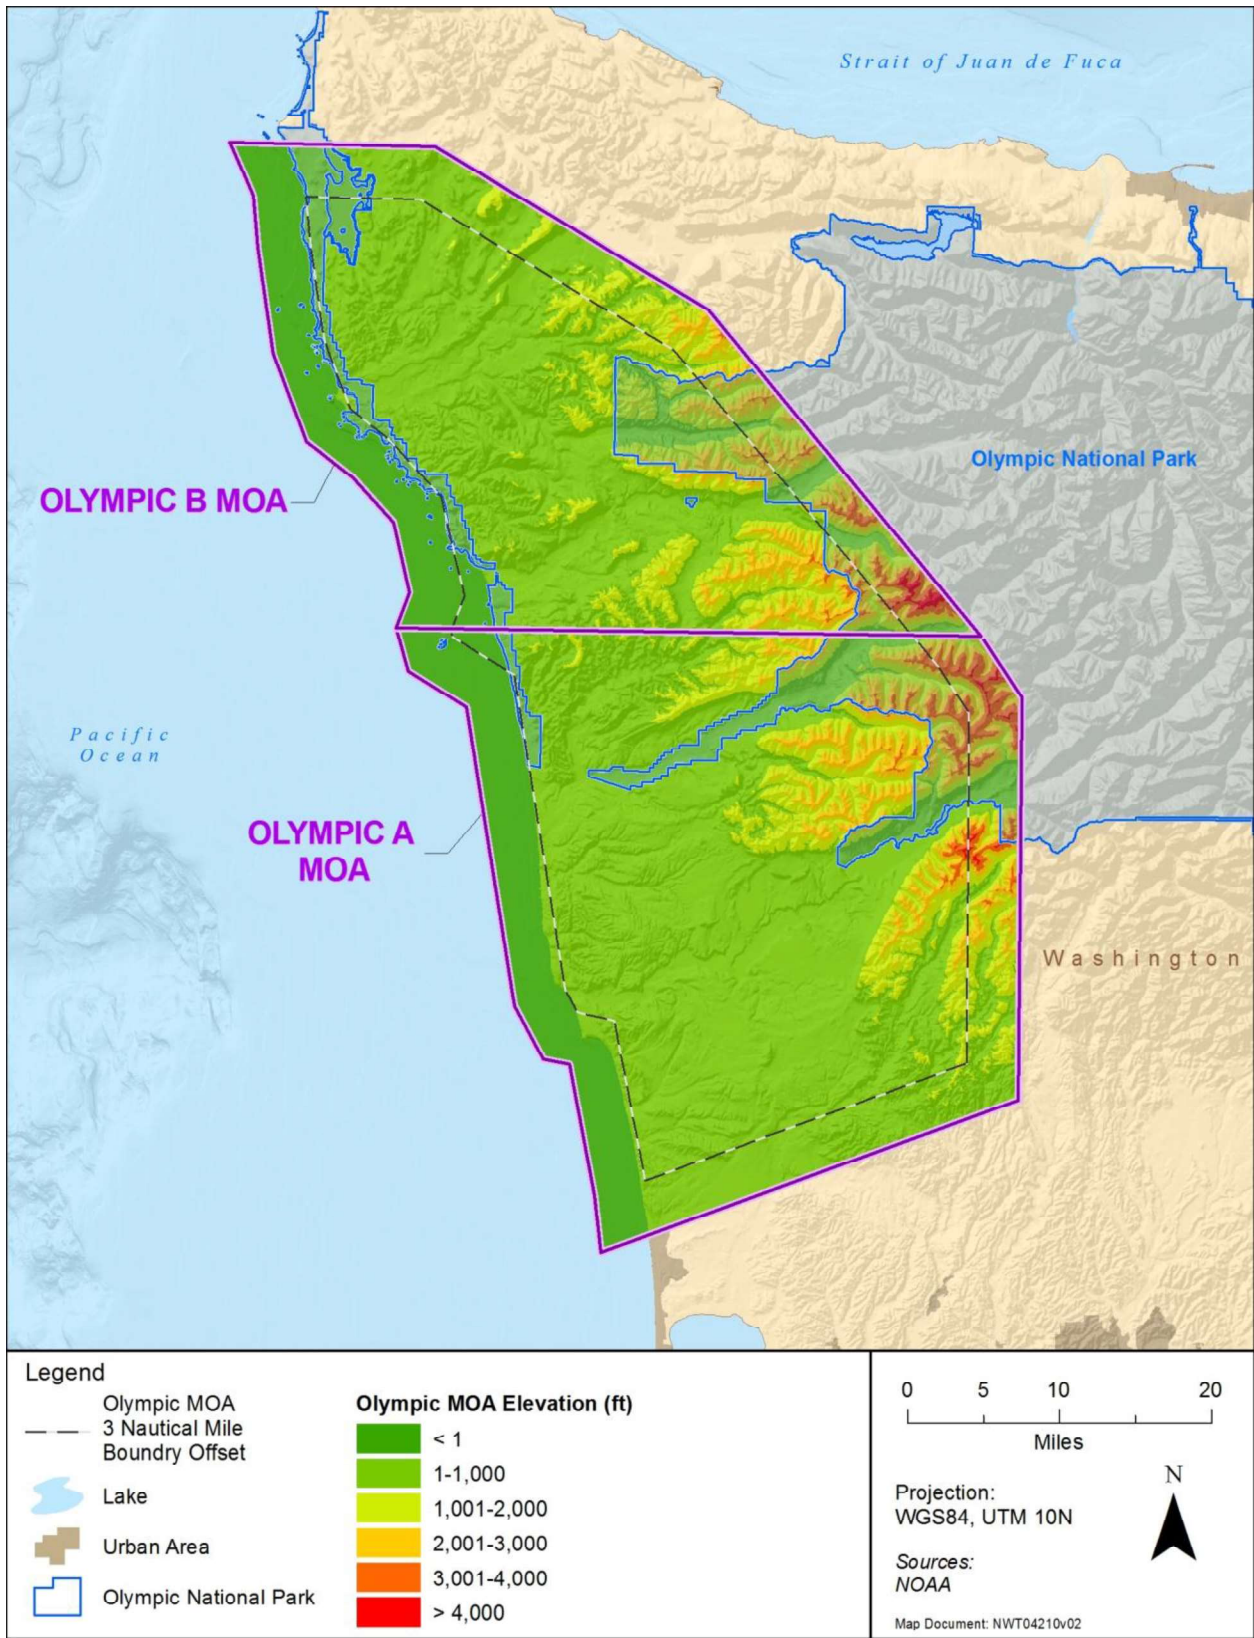 Strait of Juan de Fuca
Olympic National Park
OLYMPIC B MOA
Pacific
Ocean
OLYMPIC A
MOA
Washington
Legend
Olympic MOA
3 Nautical Mile
Boundry Offset
Lake
Urban Area
Olympic National Park
Olympic MOA Elevation (ft)
< 1
1-1,000
1,001-2,000
2,001-3,000
3,001-4,000
> 4,000
0 5 10 20
Miles
N
Projection:
WGS84, UTM 10N
Sources:
NOAA
Map Document: NWT04210v02